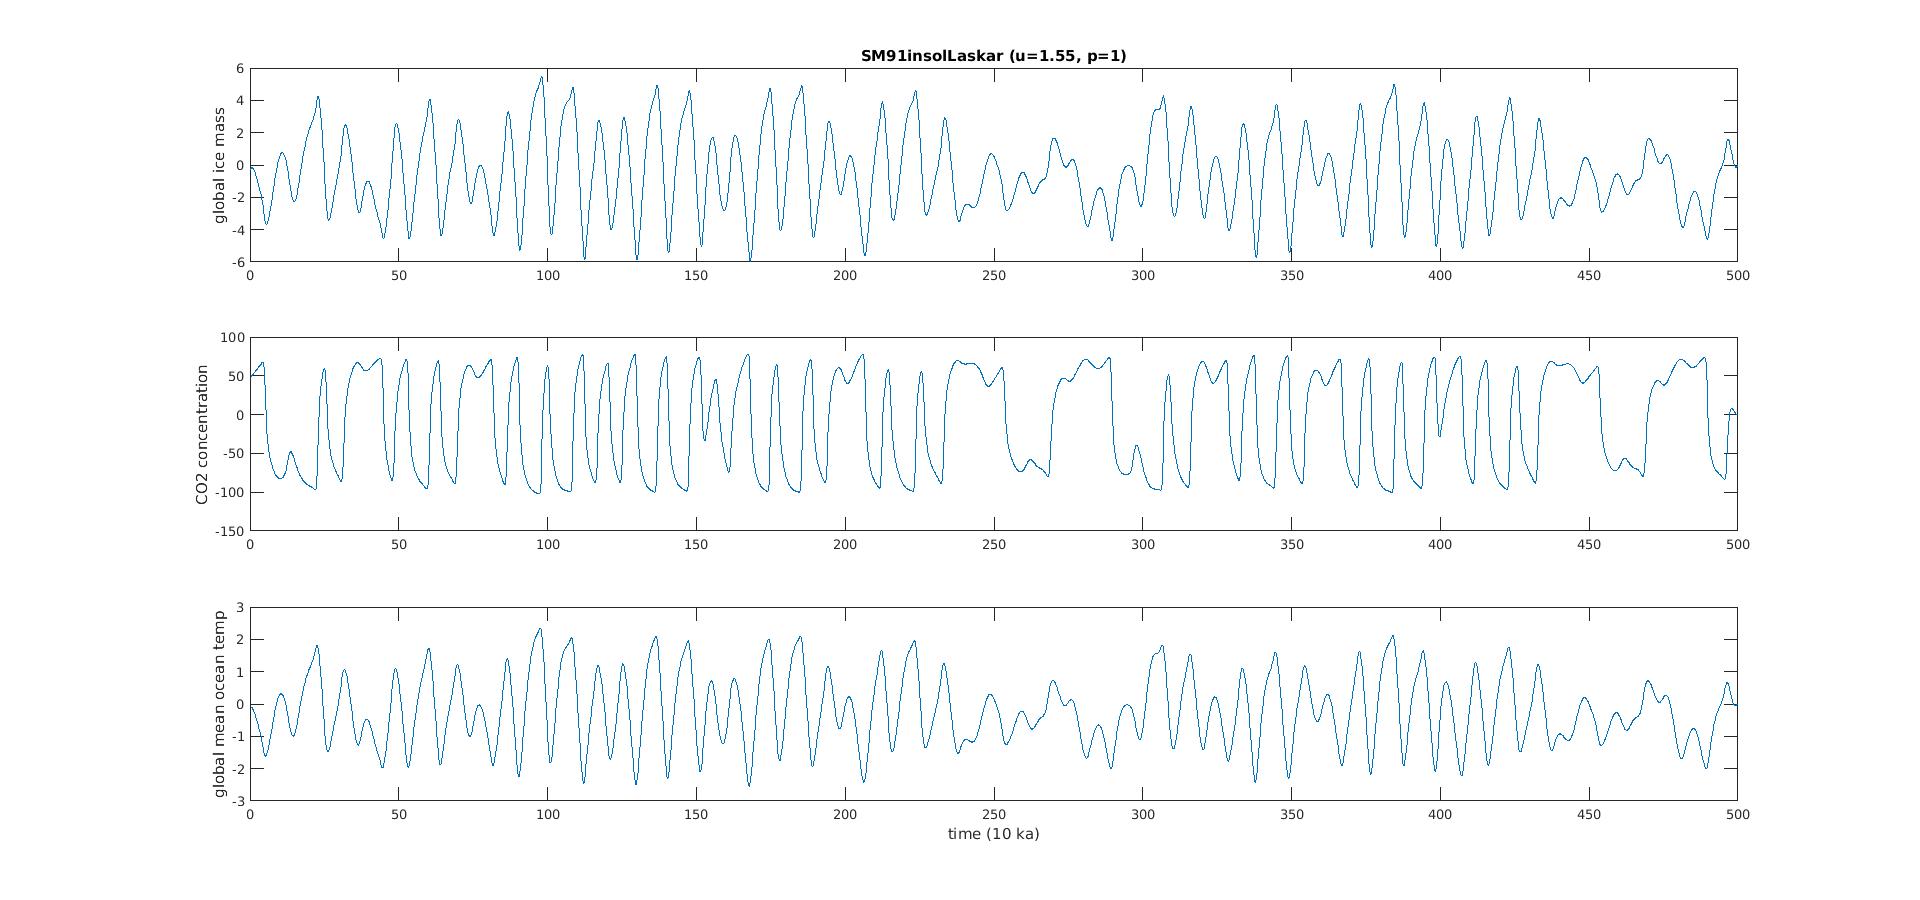 SM91insolLaskar (u=1.55, p=1)
global ice mass
6
4
2
0
-2
-4
-6
0 50 100 150 200 250 300 350 400 450 500
CO2 concentration
100
50
0
-50
-100
-150
0 50 100 150 200 250 300 350 400 450 500
global mean ocean temp
3
2
1
0
-1
-2
-3
0 50 100 150 200 250 300 350 400 450 500
time (10 ka)